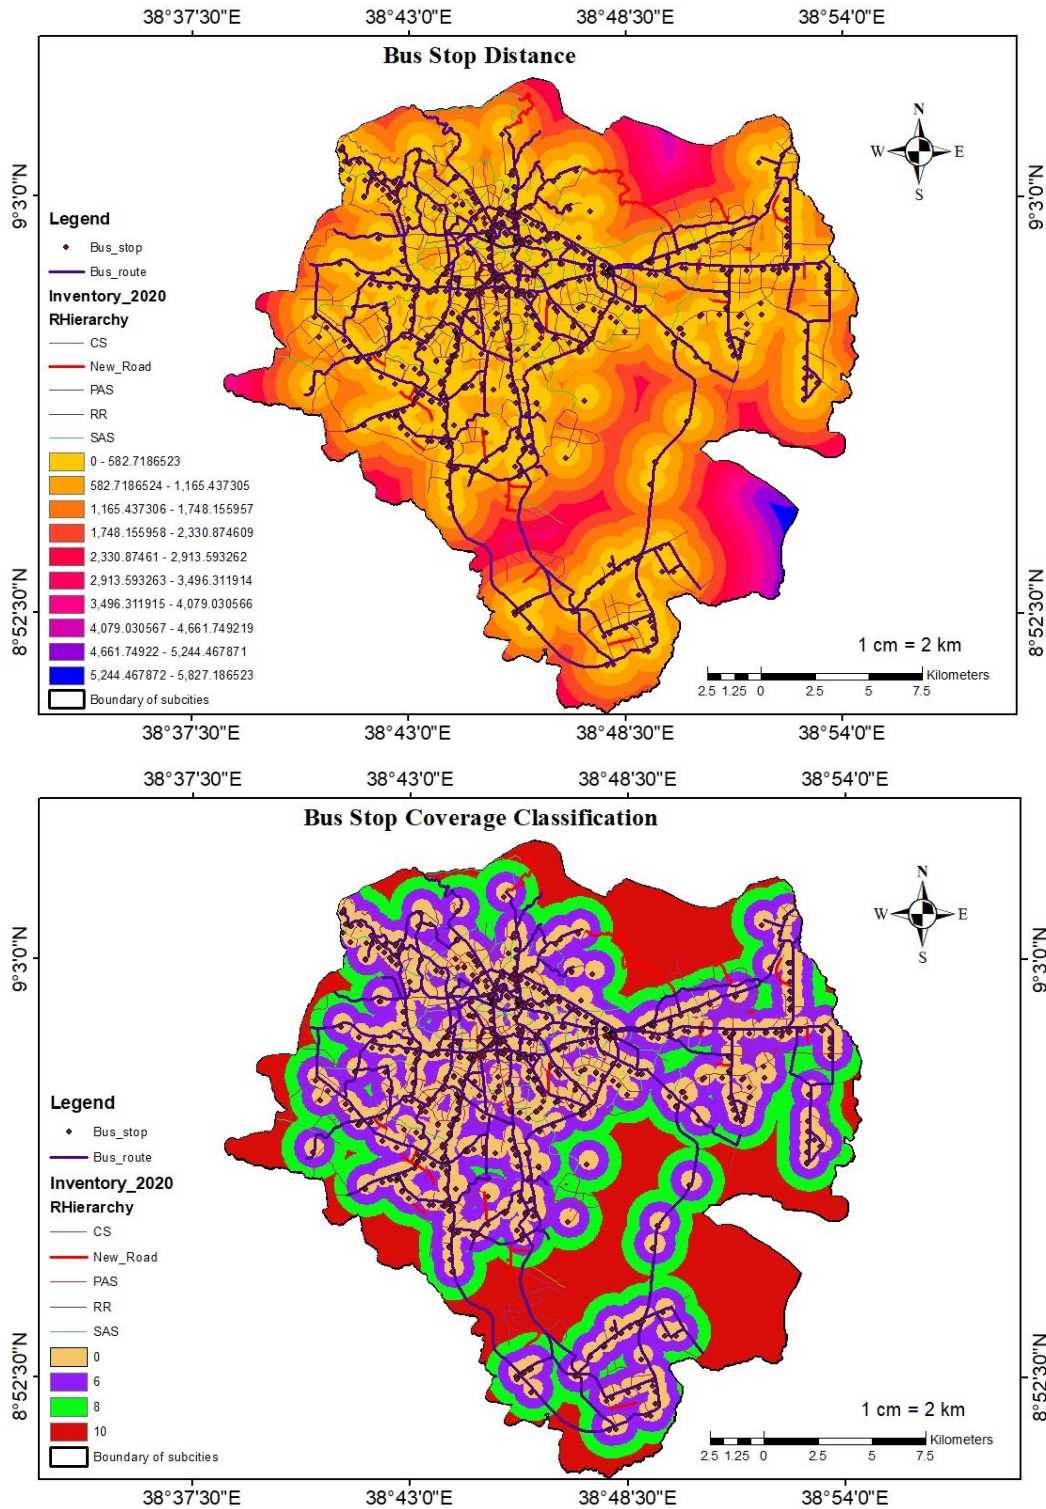 38°37'30"E 38°43'0"E 38°48'30"E 38°54'0"E
Bus Stop Distance
N
W E
S
9°3'0"N 9°3'0"N
Legend
Bus_stop
Bus_route
Inventory_2020
RHierarchy
CS
New_Road
PAS
RR
SAS
0 - 582.7186523
582.7186524 - 1,165.437305
1,165.437306 - 1,748.155957
1,748.155958 - 2,330.874609
2,330.87461 - 2,913.593262
2,913.593263 - 3,496.311914
3,496.311915 - 4,079.030566
4,079.030567 - 4,661.749219
4,661.74922 - 5,244.467871
5,244.467872 - 5,827.186523
Boundary of subcities
8°52'30"N 8°52'30"N
1 cm = 2 km
Kilometers
2.5 1.25 0 2.5 5 7.5
38°37'30"E 38°43'0"E 38°48'30"E 38°54'0"E
38°37'30"E 38°43'0"E 38°48'30"E 38°54'0"E
Bus Stop Coverage Classification
N
W E
S
9°3'0"N 9°3'0"N
Legend
Bus_stop
Bus_route
Inventory_2020
RHierarchy
CS
New_Road
PAS
RR
SAS
0
6
8
10
Boundary of subcities
8°52'30"N 8°52'30"N
1 cm = 2 km
Kilometers
2.5 1.25 0 2.5 5 7.5
38°37'30"E 38°43'0"E 38°48'30"E 38°54'0"E